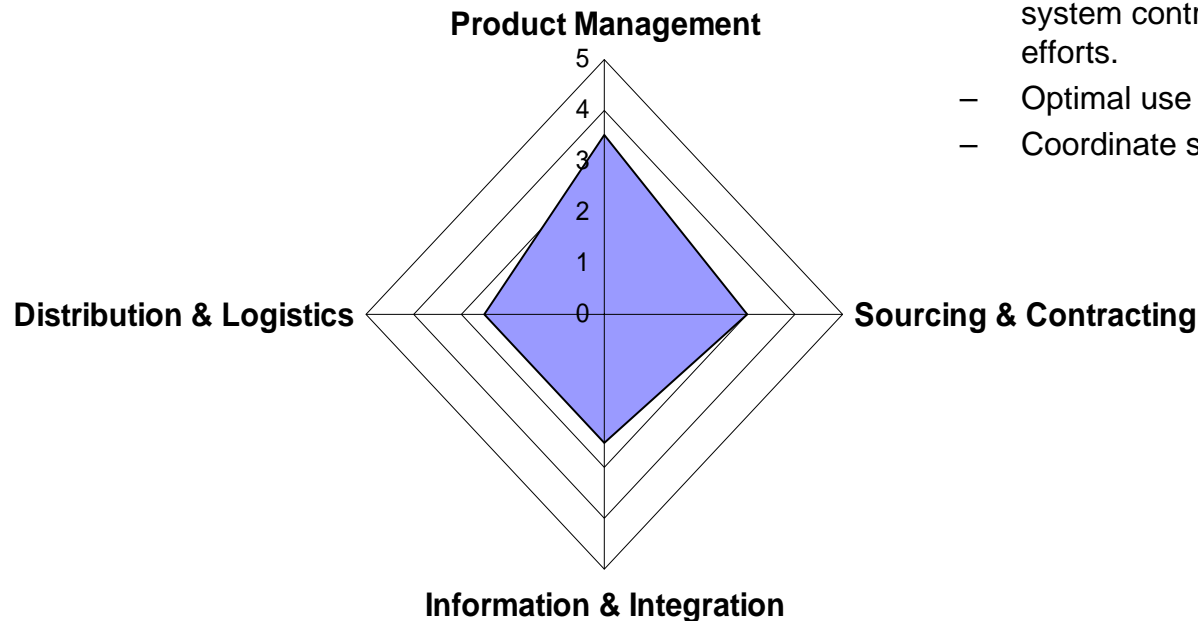 system contr
efforts.
– Optimal use
– Coordinate s
Product Management
5
4
3
2
1
0
Distribution & Logistics
Sourcing & Contracting
Information & Integration